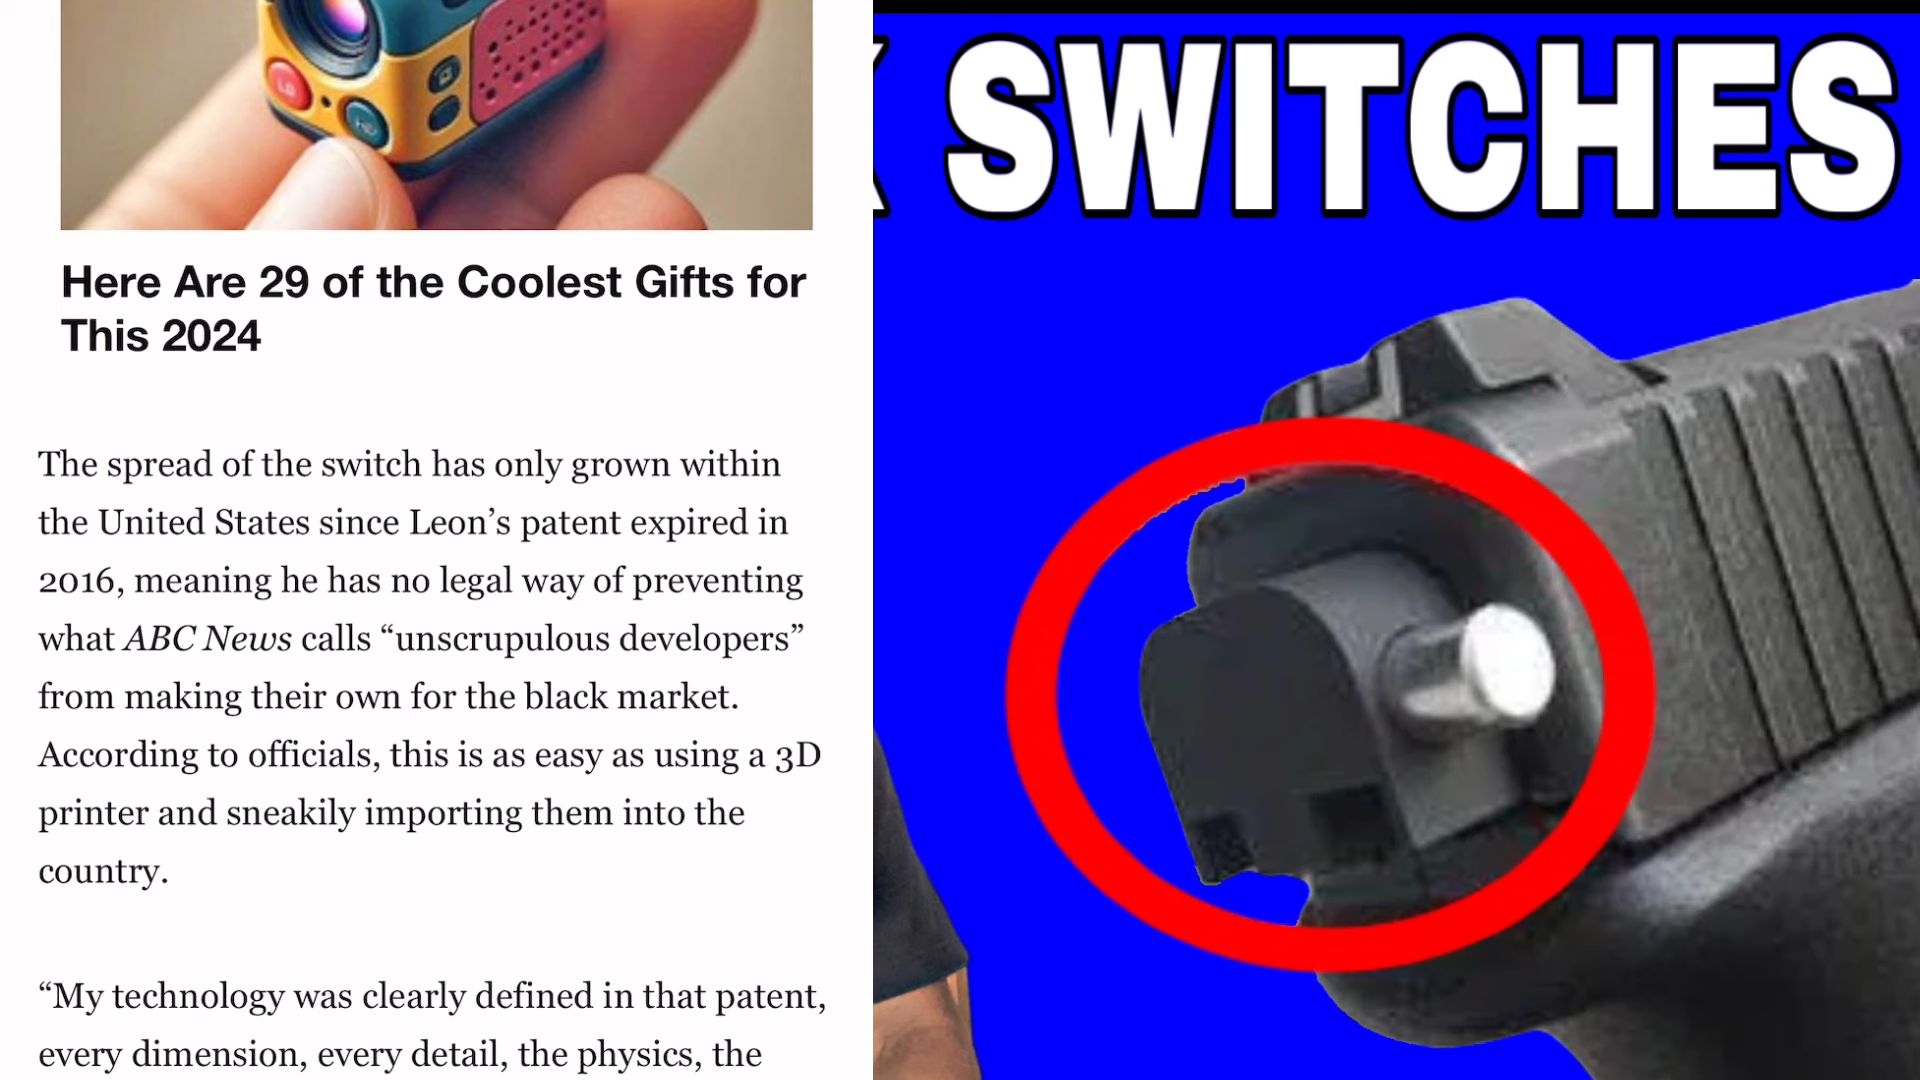 Here Are 29 of the Coolest Gifts for
This 2024
The spread of the switch has only grown within
the United States since Leon’s patent expired in
2016, meaning he has no legal way of preventing
what ABC News calls “unscrupulous developers”
from making their own for the black market.
According to officials, this is as easy as using a 3D
printer and sneakily importing them into the
country.
“My technology was clearly defined in that patent,
every dimension, every detail, the physics, the
SWITCHES